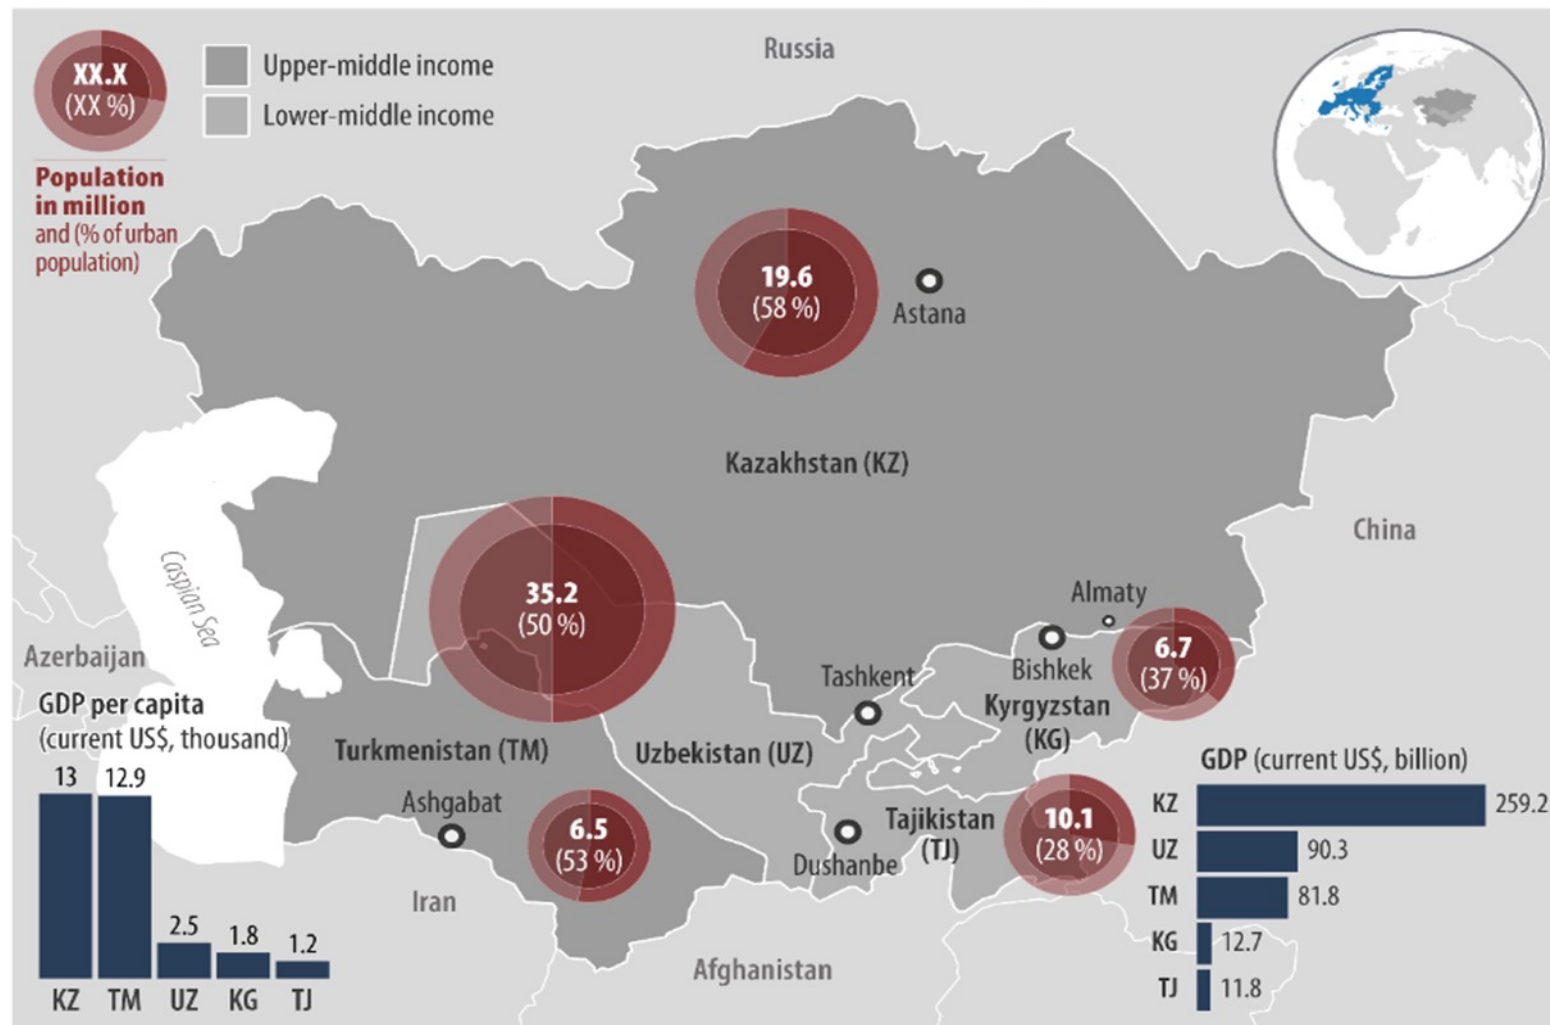 XX.X
(XX %)
Population
in million
and (% of urban
population)
Upper-middle income
Lower-middle income
Russia
19.6
(58 %)
Astana
Kazakhstan (KZ)
China
Caspian Sea
35.2
(50 %)
Almaty
6.7
(37 %)
Bishkek
Tashkent
Kyrgyzstan
(KG)
Azerbaijan
Turkmenistan (TM)
Uzbekistan (UZ)
Ashgabat
6.5
(53 %)
Tajikistan
(TJ)
10.1
(28 %)
Dushanbe
Iran
Afghanistan
GDP per capita
(current US$, thousand)
13
12.9
2.5
1.8
1.2
KZ TM UZ KG TJ
GDP (current US$, billion)
KZ 259.2
UZ 90.3
TM 81.8
KG 12.7
TJ 11.8